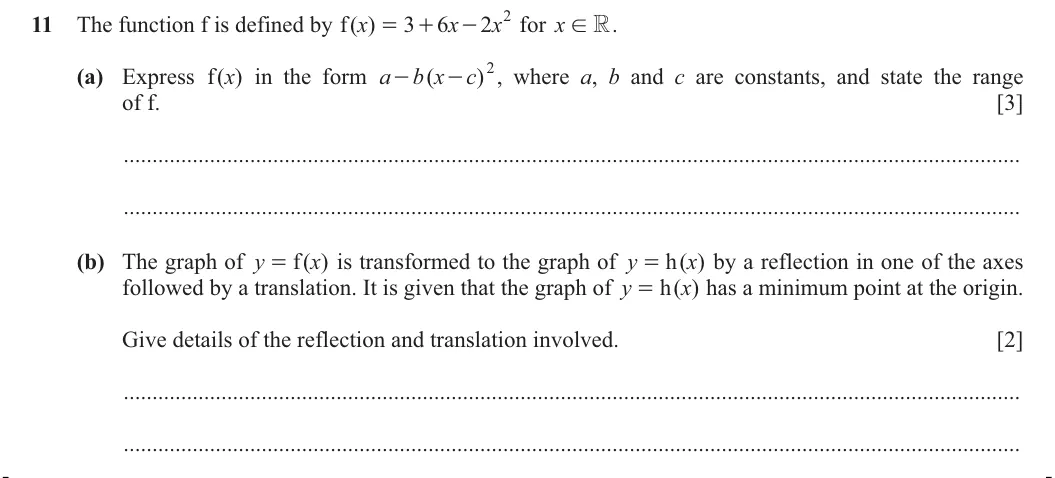 11 The function f is defined by f(x) = 3 + 6x − 2x² for x ∈ ℝ.
(a) Express f(x) in the form a − b(x − c)², where a, b and c are constants, and state the range
of f. [3]
(b) The graph of y = f(x) is transformed to the graph of y = h(x) by a reflection in one of the axes
followed by a translation. It is given that the graph of y = h(x) has a minimum point at the origin.
Give details of the reflection and translation involved. [2]